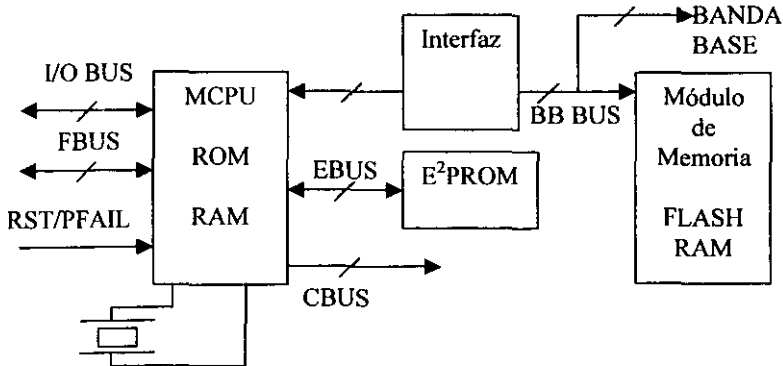 BANDA
BASE
Interfaz
I/O BUS
MCPU
BB BUS
Módulo
de
Memoria
FBUS
ROM
EBUS
E²PROM
RST/PFAIL
RAM
FLASH
RAM
CBUS